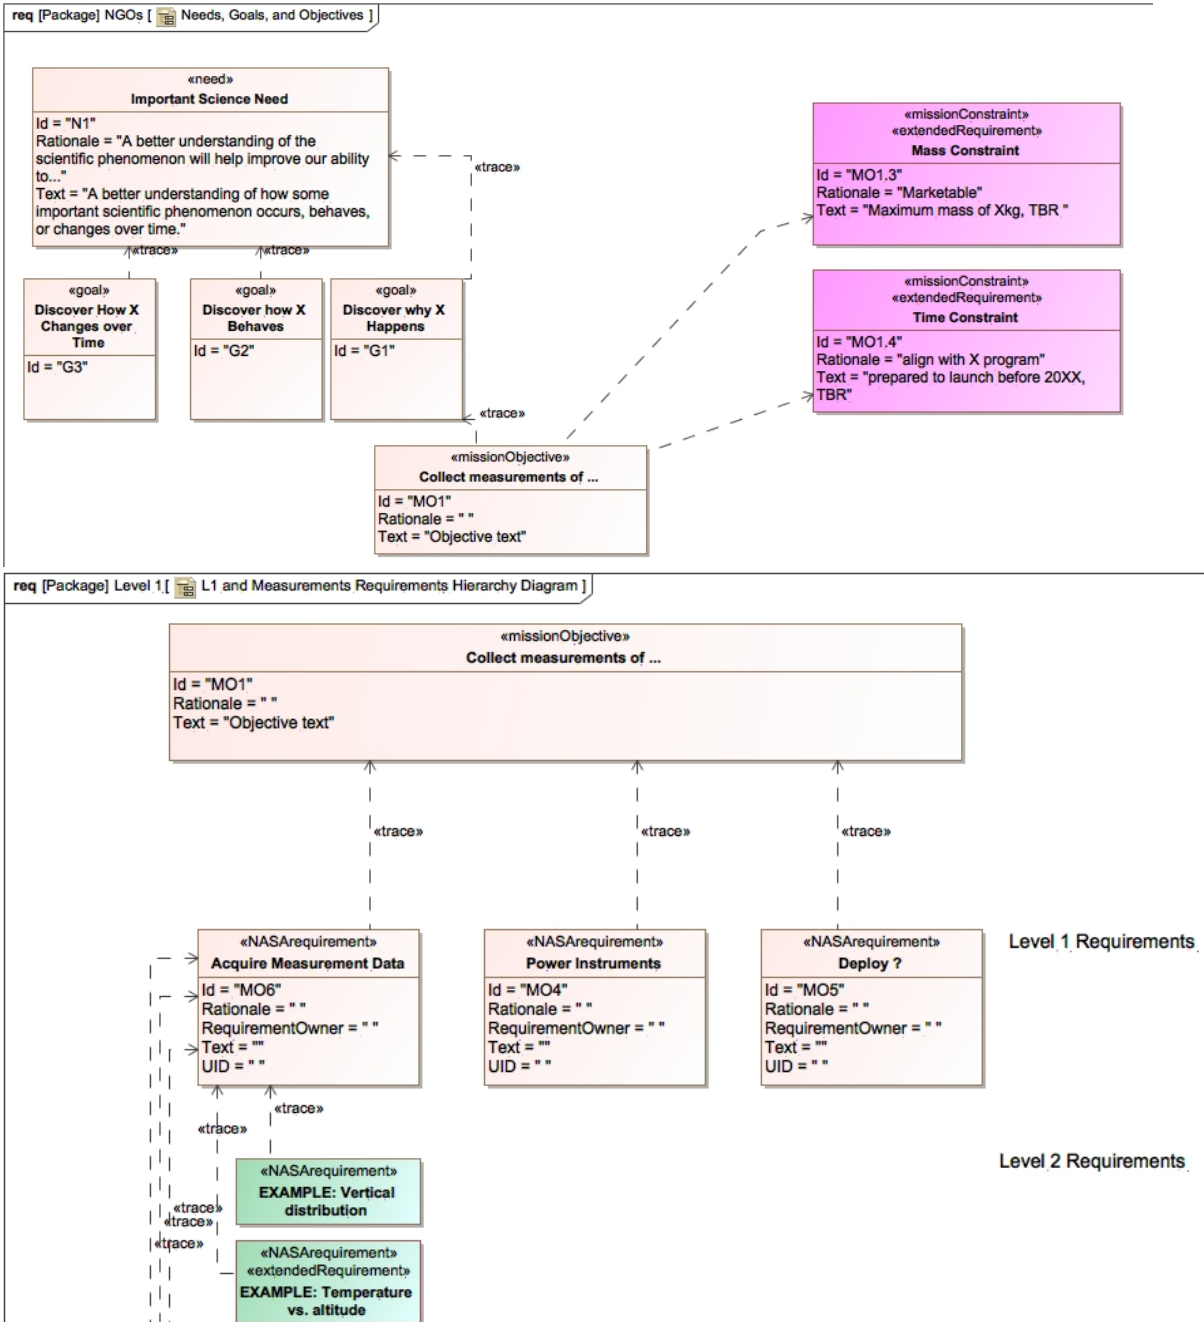 req [Package] NGOs [ Needs, Goals, and Objectives ]
«need»
Important Science Need
Id = "N1"
Rationale = "A better understanding of the
scientific phenomenon will help improve our ability
to..."
Text = "A better understanding of how some
important scientific phenomenon occurs, behaves,
or changes over time."
«trace»
«trace»
«trace»
«goal»
Discover How X
Changes over
Time
Id = "G3"
«goal»
Discover how X
Behaves
Id = "G2"
«goal»
Discover why X
Happens
Id = "G1"
«missionConstraint»
«extendedRequirement»
Mass Constraint
Id = "MO1.3"
Rationale = "Marketable"
Text = "Maximum mass of Xkg, TBR "
«missionConstraint»
«extendedRequirement»
Time Constraint
Id = "MO1.4"
Rationale = "align with X program"
Text = "prepared to launch before 20XX,
TBR"
«trace»
«missionObjective»
Collect measurements of ...
Id = "MO1"
Rationale = " "
Text = "Objective text"
req [Package] Level 1 [ L1 and Measurements Requirements Hierarchy Diagram ]
«missionObjective»
Collect measurements of ...
Id = "MO1"
Rationale = " "
Text = "Objective text"
«trace»
«trace»
«trace»
«NASArequirement»
Acquire Measurement Data
Id = "MO6"
Rationale = " "
RequirementOwner = " "
Text = ""
UID = " "
«NASArequirement»
Power Instruments
Id = "MO4"
Rationale = " "
RequirementOwner = " "
Text = ""
UID = " "
«NASArequirement»
Deploy ?
Id = "MO5"
Rationale = " "
RequirementOwner = " "
Text = ""
UID = " "
Level 1 Requirements
«trace»
«trace»
Level 2 Requirements
«NASArequirement»
EXAMPLE: Vertical
distribution
«trace»
«trace»
«trace»
«NASArequirement»
«extendedRequirement»
EXAMPLE: Temperature
vs. altitude